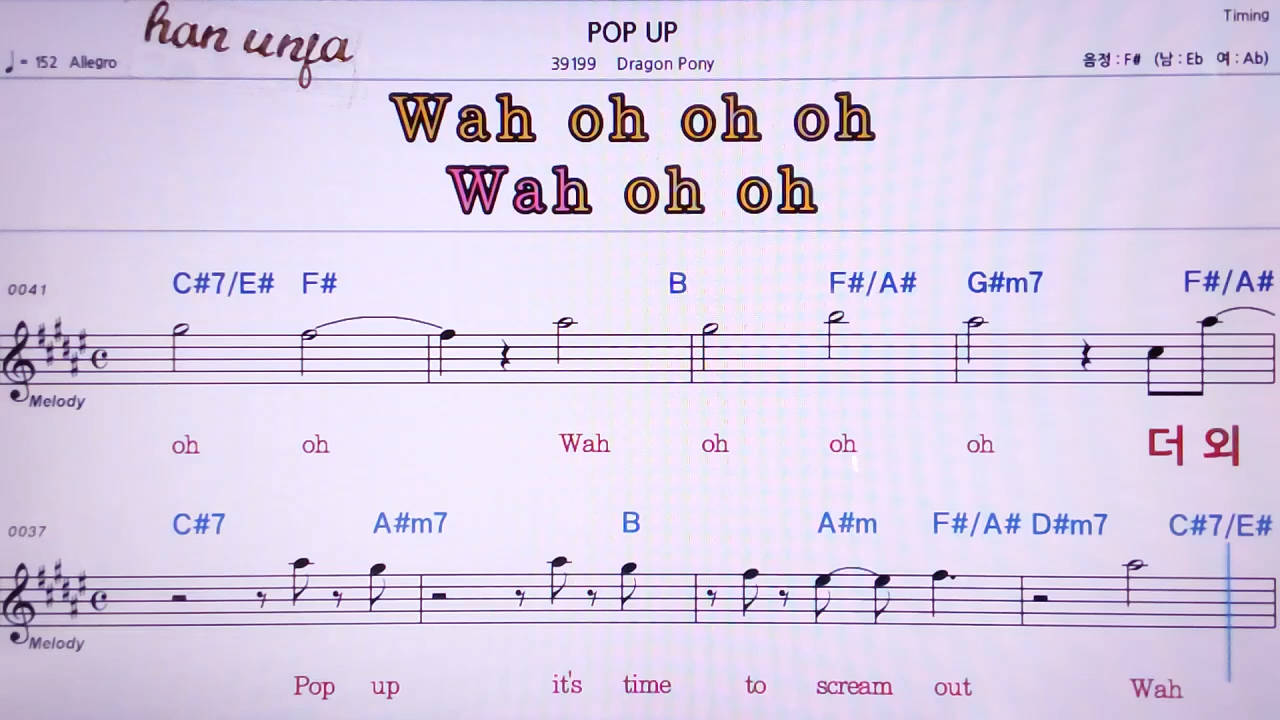 han unja
POP UP
Timing
♩ = 152 Allegro
39199 Dragon Pony
음정 : F# (남 : Eb 여 : Ab)
Wah oh oh oh
Wah oh oh
0041
C#7/E# F# B F#/A# G#m7 F#/A#
Melody
oh oh Wah oh oh oh 더 외
0037
C#7 A#m7 B A#m F#/A# D#m7 C#7/E#
Melody
Pop up it's time to scream out Wah